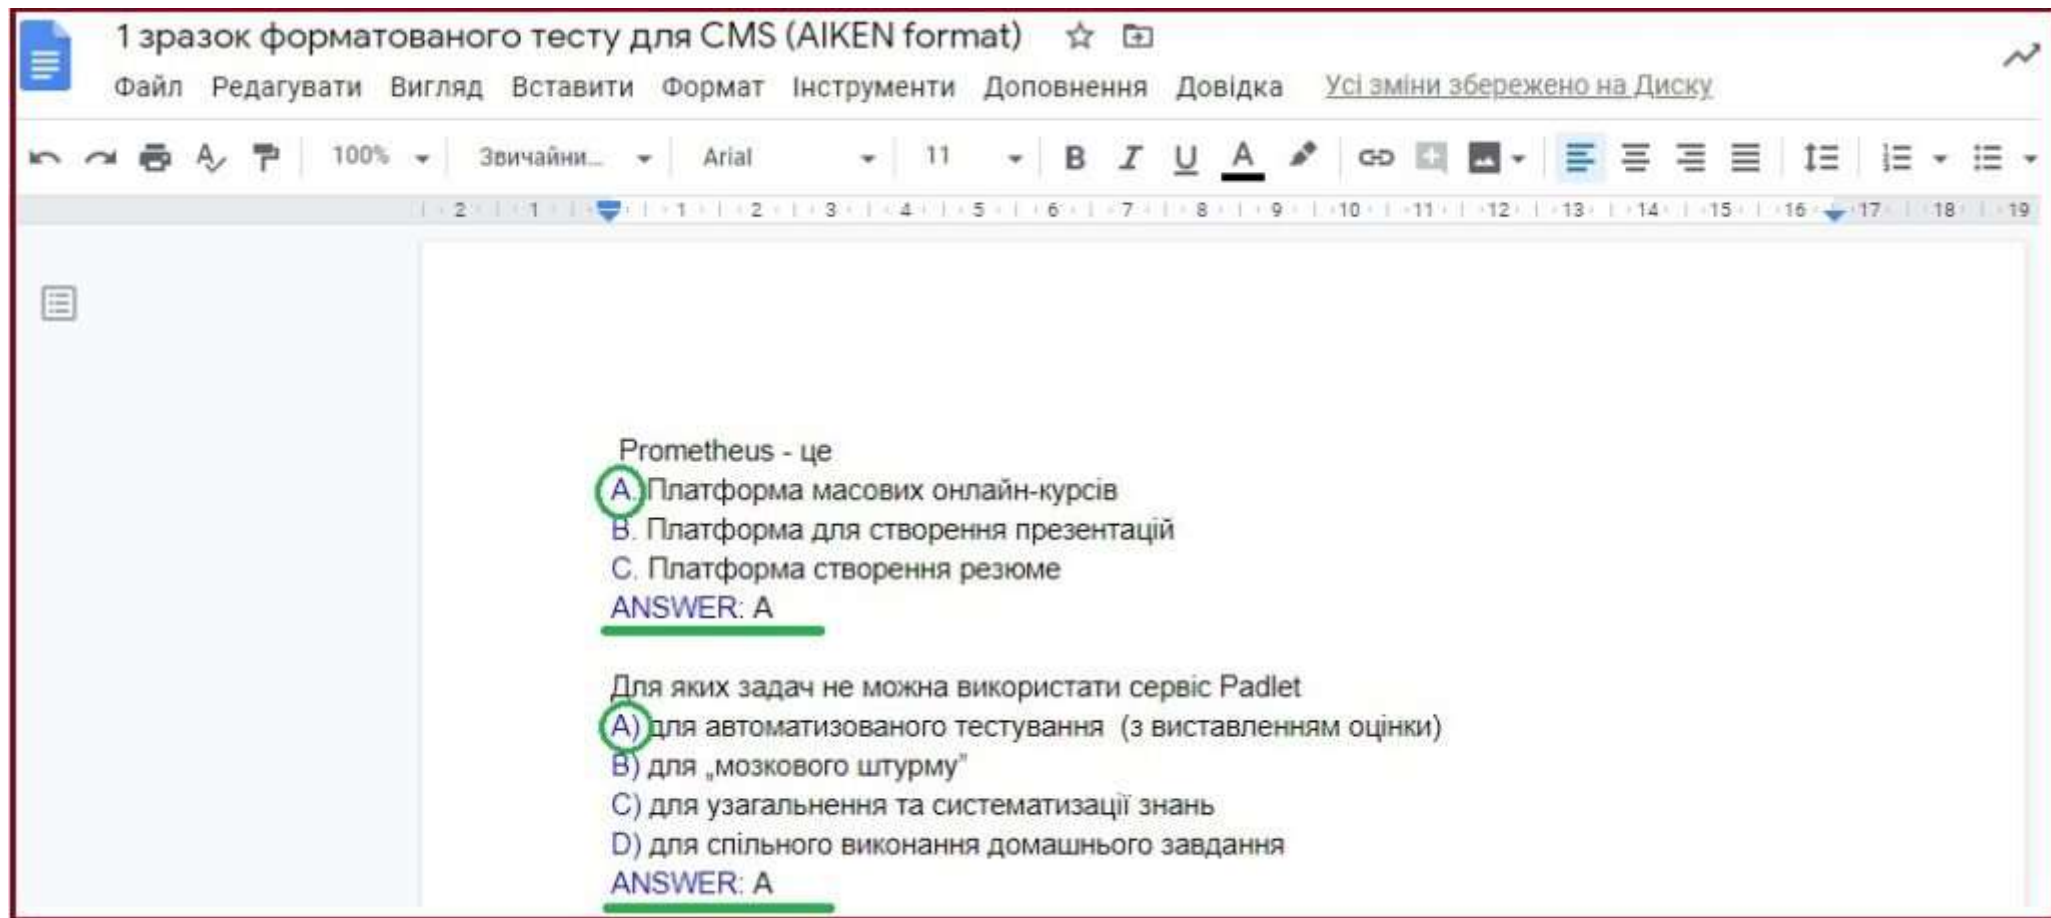 1 зразок форматованого тесту для CMS (AIKEN format)
Файл Редагувати Вигляд Вставити Формат Інструменти Доповнення Довідка Усі зміни збережено на Диску
100% Звичайни... Arial 11 B I U A
2 1 1 2 3 4 5 6 7 8 9 10 11 12 13 14 15 16 17 18 19
Prometheus - це
A. Платформа масових онлайн-курсів
B. Платформа для створення презентацій
C. Платформа створення резюме
ANSWER: A
Для яких задач не можна використати сервіс Padlet
A) для автоматизованого тестування (з виставленням оцінки)
B) для „мозкового штурму”
C) для узагальнення та систематизації знань
D) для спільного виконання домашнього завдання
ANSWER: A